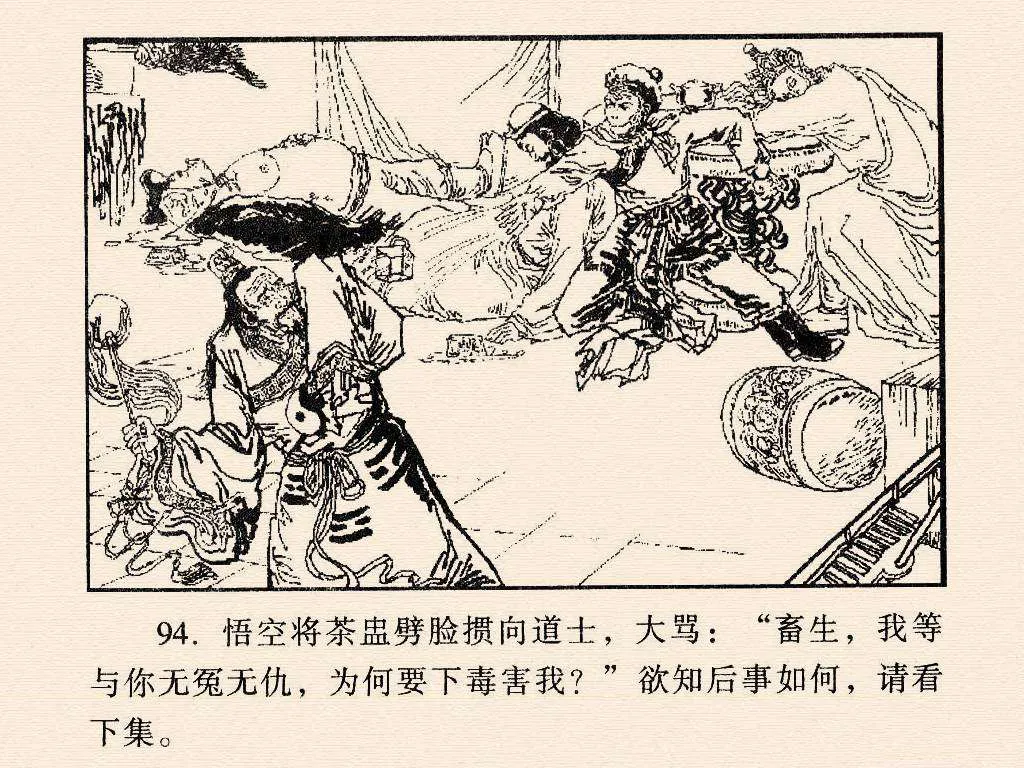 94. 悟空将茶盅劈脸掼向道士，大骂：“畜生，我等
与你无冤无仇，为何要下毒害我？”欲知后事如何，请看
下集。